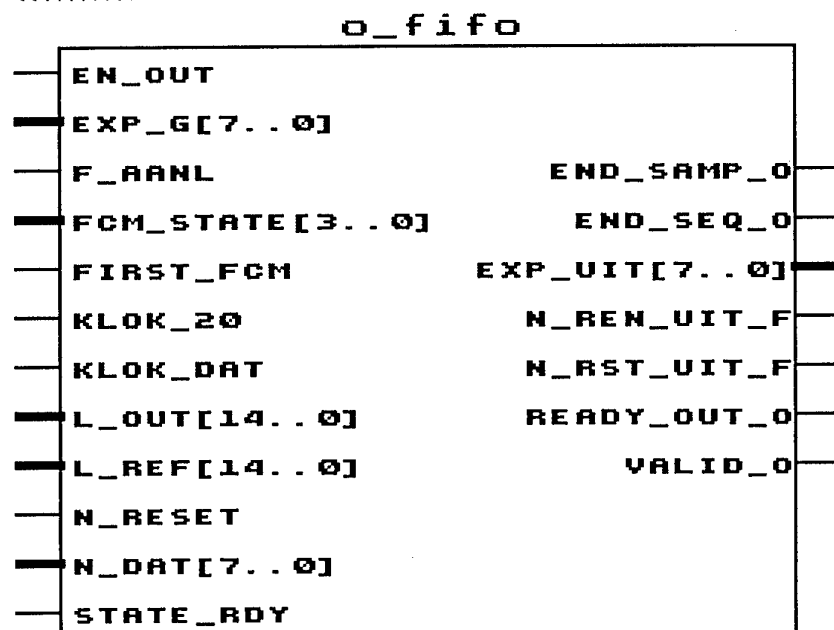 o_fifo
EN_OUT
EXP_G[7..0]
F_AANL
END_SAMP_O
FCM_STATE[3..0]
END_SEQ_O
FIRST_FCM
EXP_UIT[7..0]
KLOK_20
N_REN_UIT_F
KLOK_DAT
N_RST_UIT_F
L_OUT[14..0]
READY_OUT_O
L_REF[14..0]
VALID_O
N_RESET
N_DAT[7..0]
STATE_RDY